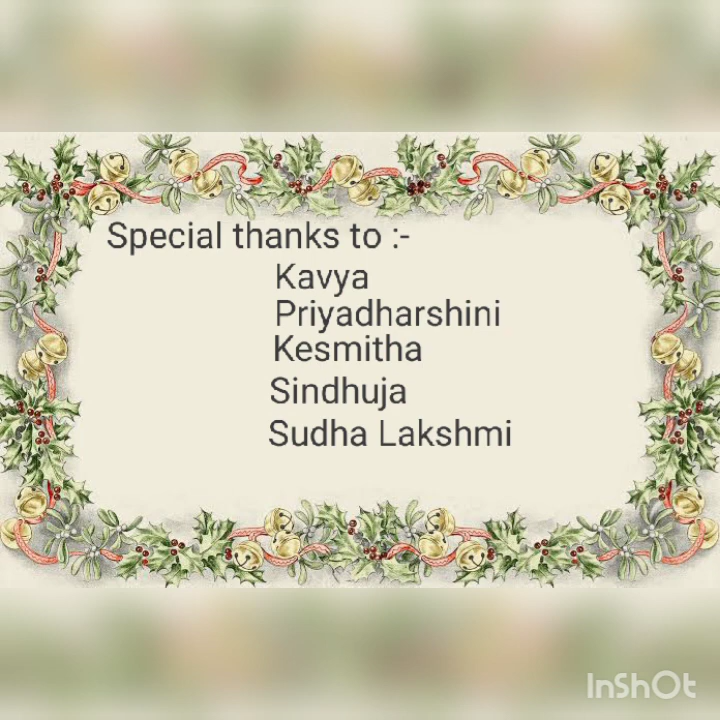 Special thanks to :-
Kavya
Priyadharshini
Kesmitha
Sindhuja
Sudha Lakshmi
InShOt